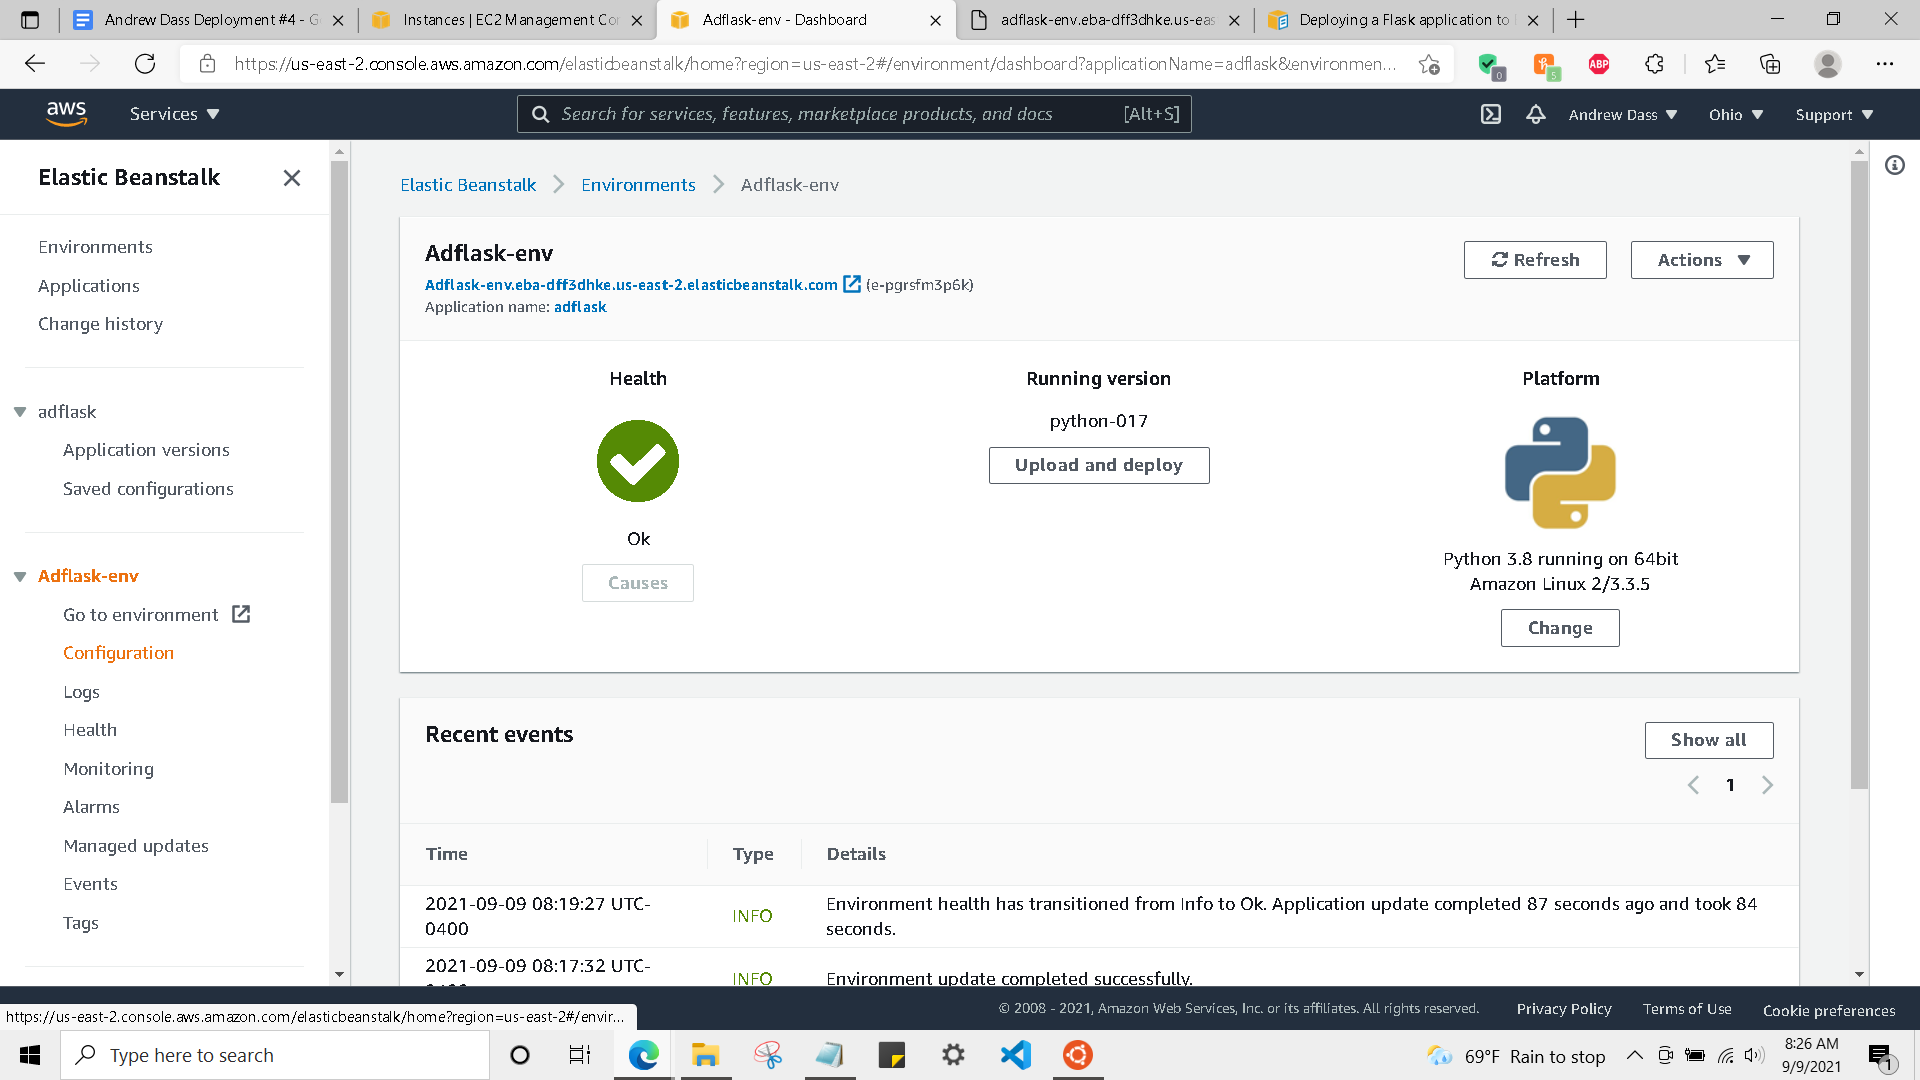 Andrew Dass Deployment #4 - G
Instances | EC2 Management Co
Adflask-env - Dashboard
adflask-env.eba-dff3dhke.us-eas
Deploying a Flask application to
https://us-east-2.console.aws.amazon.com/elasticbeanstalk/home?region=us-east-2#/environment/dashboard?applicationName=adflask&environmen...
0
5
ABP
aws
Services
Search for services, features, marketplace products, and docs
[Alt+S]
Andrew Dass
Ohio
Support
Elastic Beanstalk
Environments
Applications
Change history
adflask
Application versions
Saved configurations
Adflask-env
Go to environment
Configuration
Logs
Health
Monitoring
Alarms
Managed updates
Events
Tags
Elastic Beanstalk
Environments
Adflask-env
Adflask-env
Adflask-env.eba-dff3dhke.us-east-2.elasticbeanstalk.com (e-pgrsfm3p6k)
Application name: adflask
Refresh
Actions
Health
Ok
Causes
Running version
python-017
Upload and deploy
Platform
Python 3.8 running on 64bit
Amazon Linux 2/3.3.5
Change
Recent events
Show all
1
Time
Type
Details
2021-09-09 08:19:27 UTC-
0400
INFO
Environment health has transitioned from Info to Ok. Application update completed 87 seconds ago and took 84
seconds.
2021-09-09 08:17:32 UTC-
INFO
Environment update completed successfully.
© 2008 - 2021, Amazon Web Services, Inc. or its affiliates. All rights reserved.
Privacy Policy
Terms of Use
Cookie preferences
https://us-east-2.console.aws.amazon.com/elasticbeanstalk/home?region=us-east-2#/envir...
Type here to search
69°F Rain to stop
8:26 AM
9/9/2021
1